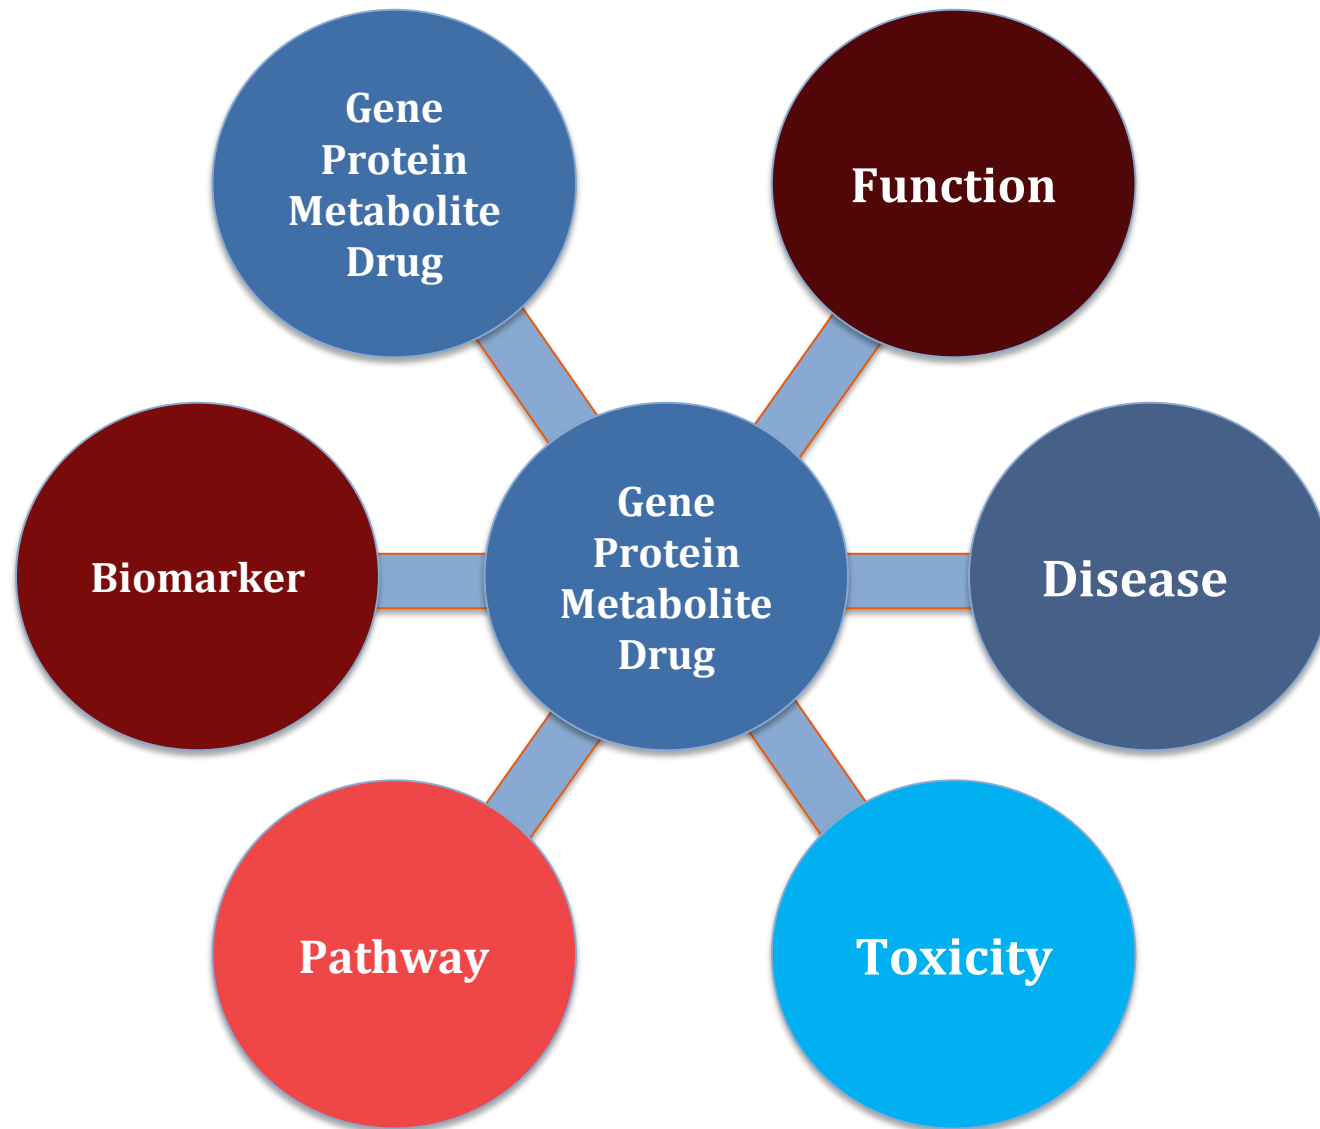 Gene
Protein
Metabolite
Drug
Function
Biomarker
Gene
Protein
Metabolite
Drug
Disease
Pathway
Toxicity